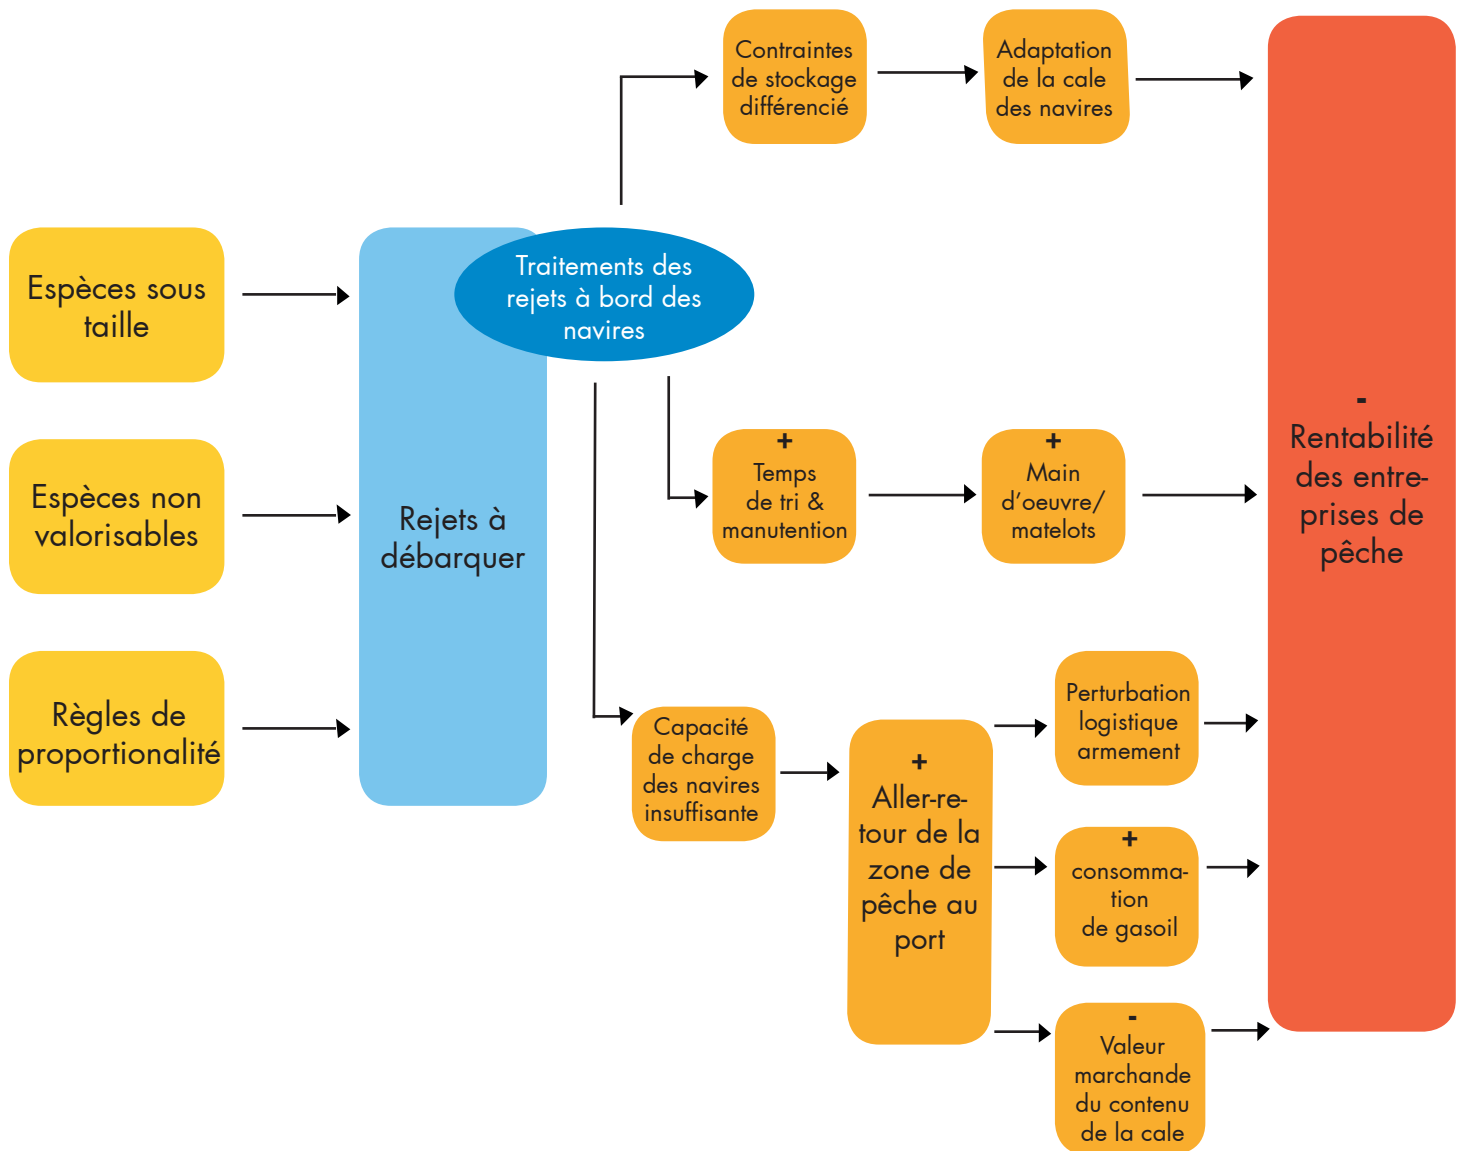 Contraintes
de stockage
différencié
Adaptation
de la cale
des navires
Espèces sous
taille
Espèces non
valorisables
Règles de
proportionalité
Rejets à
débarquer
Traitements des
rejets à bord des
navires
+
Temps
de tri &
manutention
+
Main
d'oeuvre/
matelots
Capacité
de charge
des navires
insuffisante
+
Aller-re-
tour de la
zone de
pêche au
port
Perturbation
logistique
armement
+
consomma-
tion
de gasoil
-
Valeur
marchande
du contenu
de la cale
-
Rentabilité
des entre-
prises de
pêche